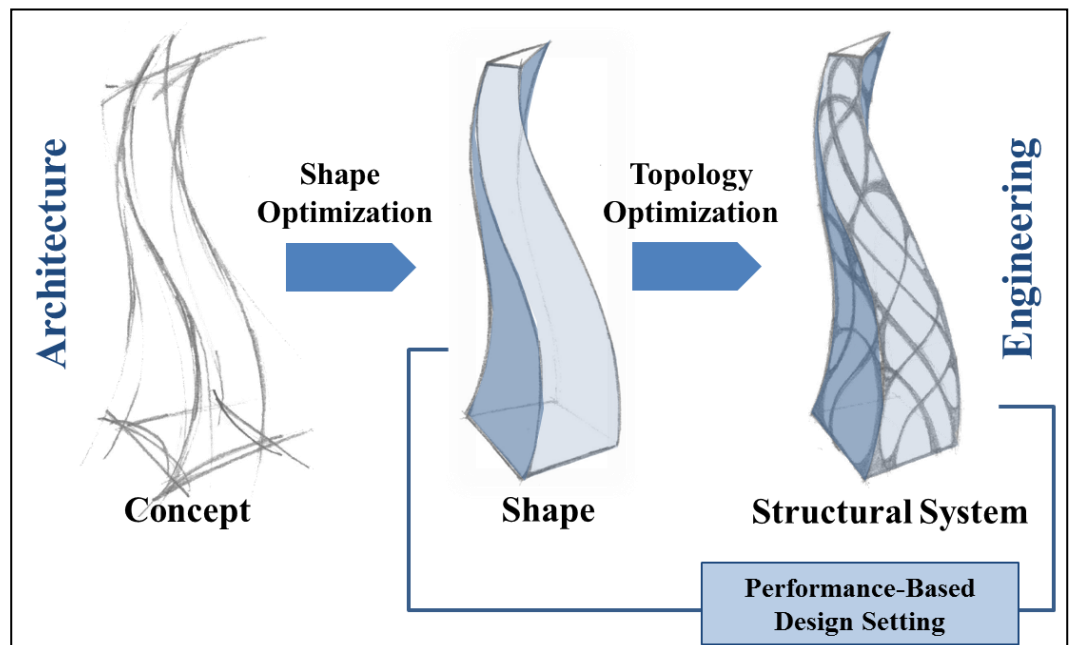 Architecture
Shape
Optimization
Topology
Optimization
Engineering
Concept
Shape
Structural System
Performance-Based
Design Setting